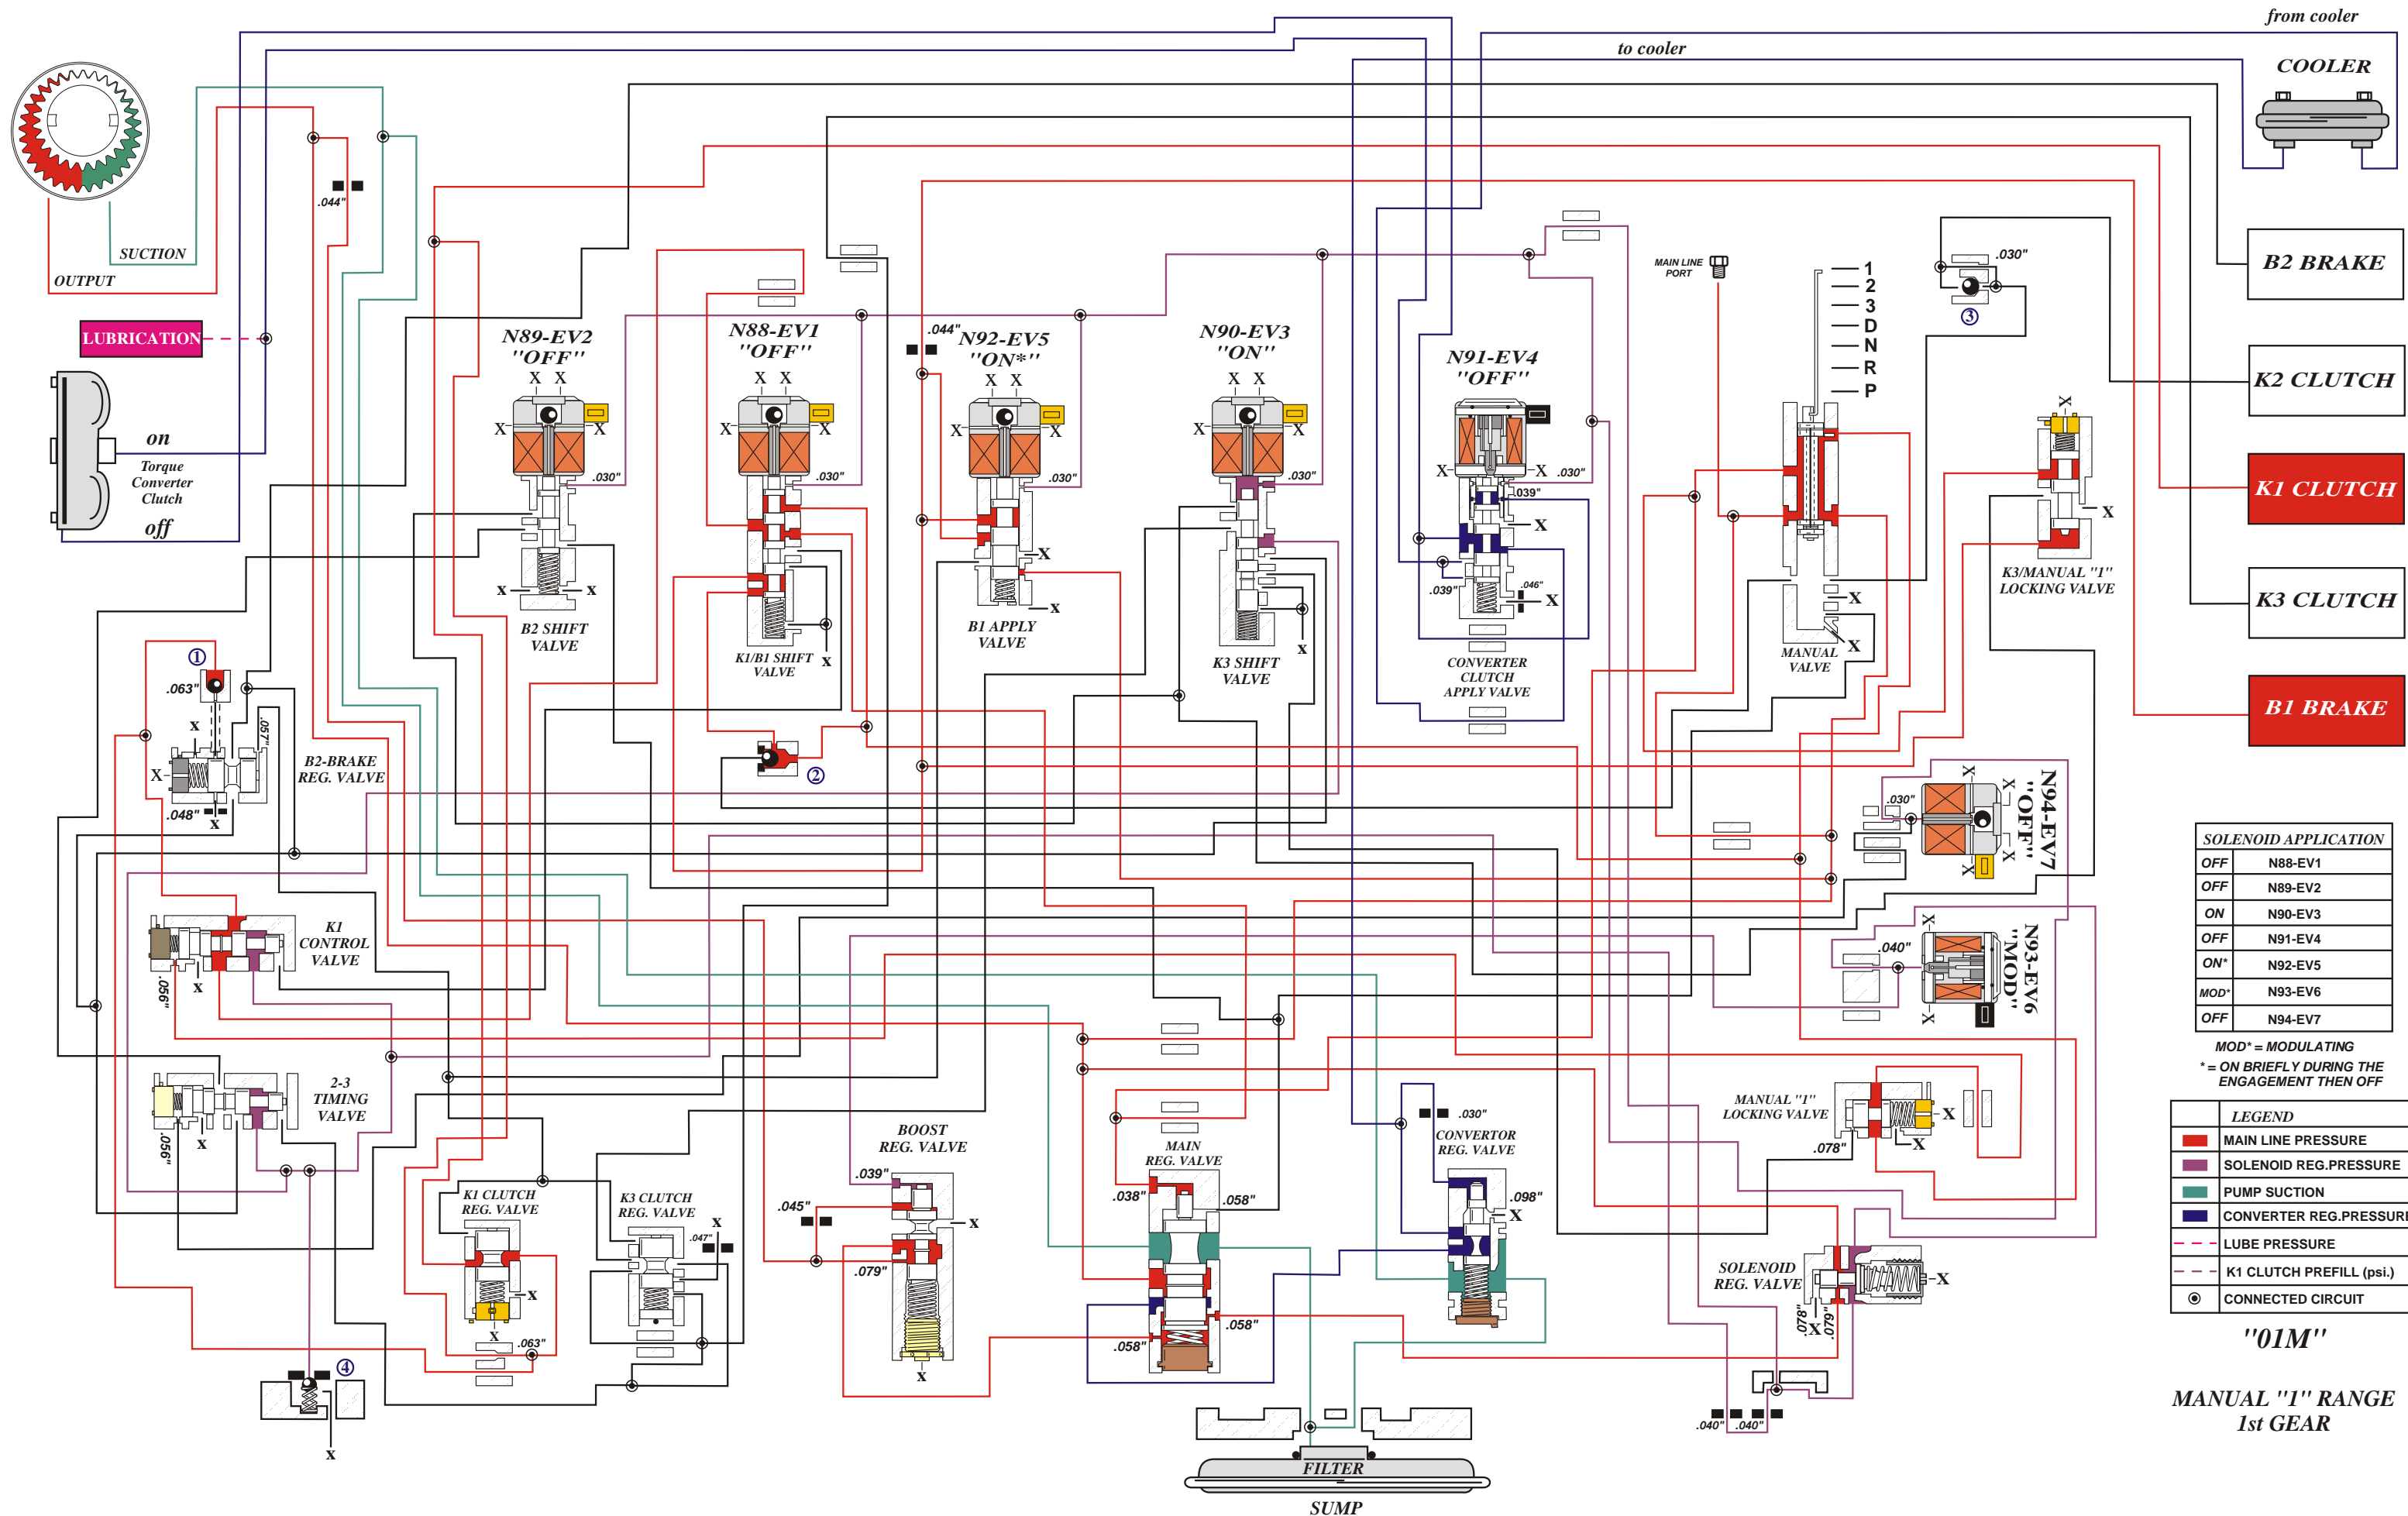 from cooler
to cooler
COOLER
SUCTION
OUTPUT
.044"
LUBRICATION
on
Torque
Converter
Clutch
off
N89-EV2
"OFF"
X X
X X
.030"
x x
B2 SHIFT
VALVE
N88-EV1
"OFF"
X X
X X
.030"
K1/B1 SHIFT
VALVE
x
.044"
N92-EV5
"ON*"
X X
X X
.030"
X
x
B1 APPLY
VALVE
N90-EV3
"ON"
X X
X X
.030"
K3 SHIFT
VALVE
x
N91-EV4
"OFF"
X X
.030"
.039"
X
.039"
.046"
X
CONVERTER
CLUTCH
APPLY VALVE
MAIN LINE
PORT
1
2
3
D
N
R
P
X
X
MANUAL
VALVE
.030"
3
X
X
K3/MANUAL "1"
LOCKING VALVE
B2 BRAKE
K2 CLUTCH
K1 CLUTCH
K3 CLUTCH
B1 BRAKE
1
.063"
x
.057"
X
B2-BRAKE
REG. VALVE
.048"
x
2
K1
CONTROL
VALVE
.056"
x
2-3
TIMING
VALVE
.056"
x
4
x
K1 CLUTCH
REG. VALVE
x
x
.063"
K3 CLUTCH
REG. VALVE
x
.047"
BOOST
REG. VALVE
.039"
.045"
x
.079"
x
MAIN
REG. VALVE
.038"
.058"
.058"
.058"
.030"
CONVERTOR
REG. VALVE
.098"
X
FILTER
SUMP
N94-EV7
"OFF"
.030"
X
X
X
X
N93-EV6
"MOD"
.040"
X
X
MANUAL "1"
LOCKING VALVE
.078"
X
X
SOLENOID
REG. VALVE
X
.078"
X
.079"
.040" .040"
SOLENOID APPLICATION
OFF N88-EV1
OFF N89-EV2
ON N90-EV3
OFF N91-EV4
ON* N92-EV5
MOD* N93-EV6
OFF N94-EV7
MOD* = MODULATING
* = ON BRIEFLY DURING THE
ENGAGEMENT THEN OFF
LEGEND
MAIN LINE PRESSURE
SOLENOID REG.PRESSURE
PUMP SUCTION
CONVERTER REG.PRESSURE
LUBE PRESSURE
K1 CLUTCH PREFILL (psi.)
CONNECTED CIRCUIT
"01M"
MANUAL "1" RANGE
1st GEAR